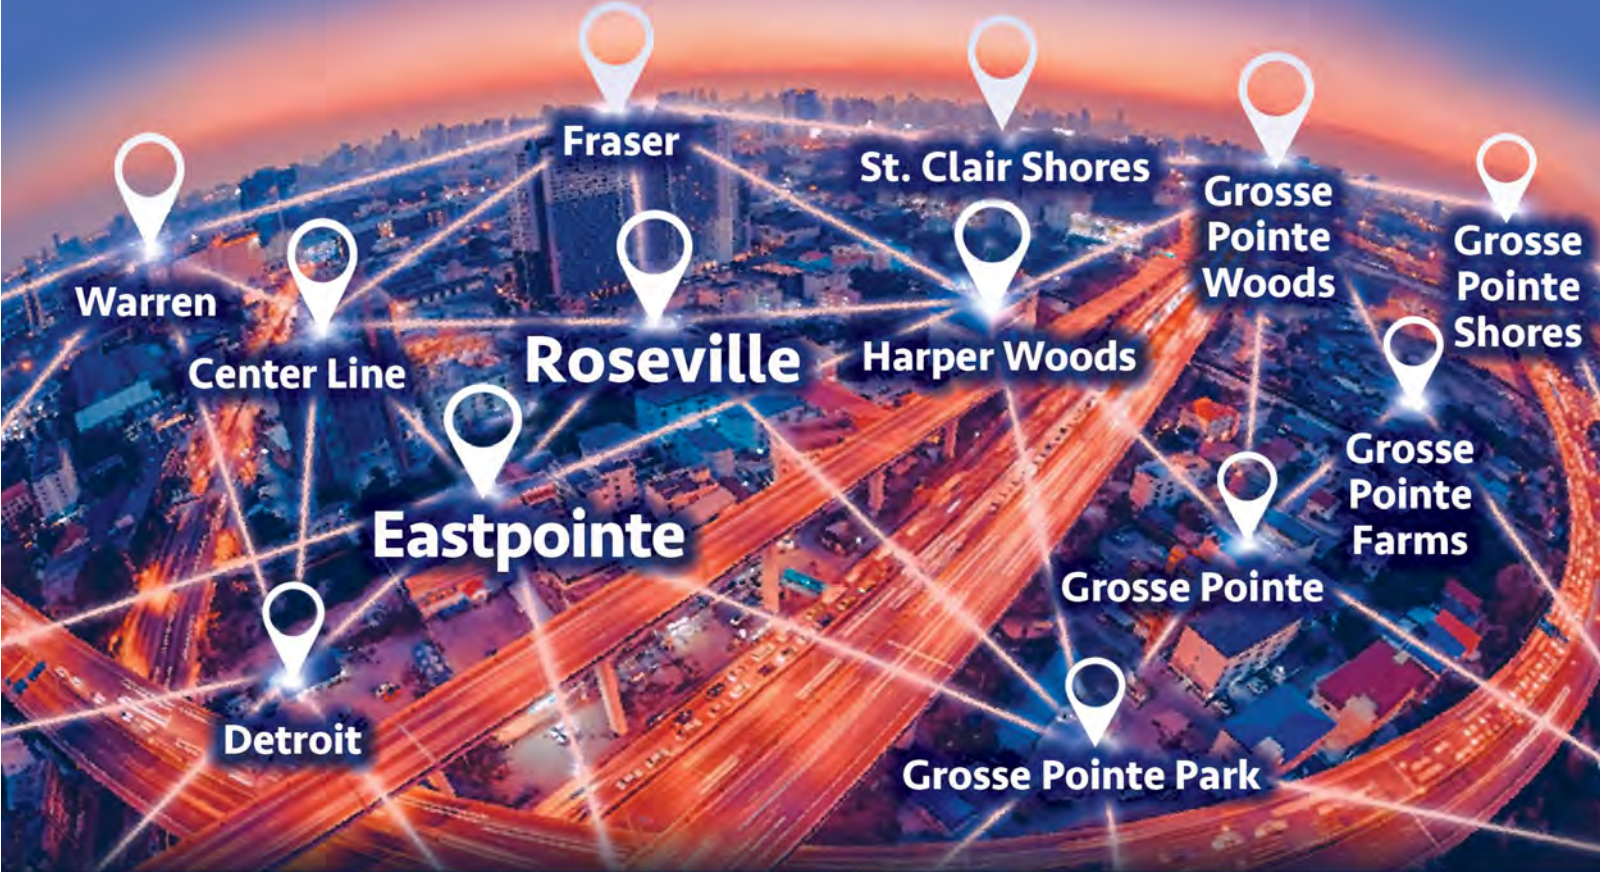 Fraser
St. Clair Shores
Grosse
Pointe
Woods
Grosse
Pointe
Shores
Warren
Center Line
Roseville
Harper Woods
Grosse
Pointe
Farms
Eastpointe
Grosse Pointe
Detroit
Grosse Pointe Park